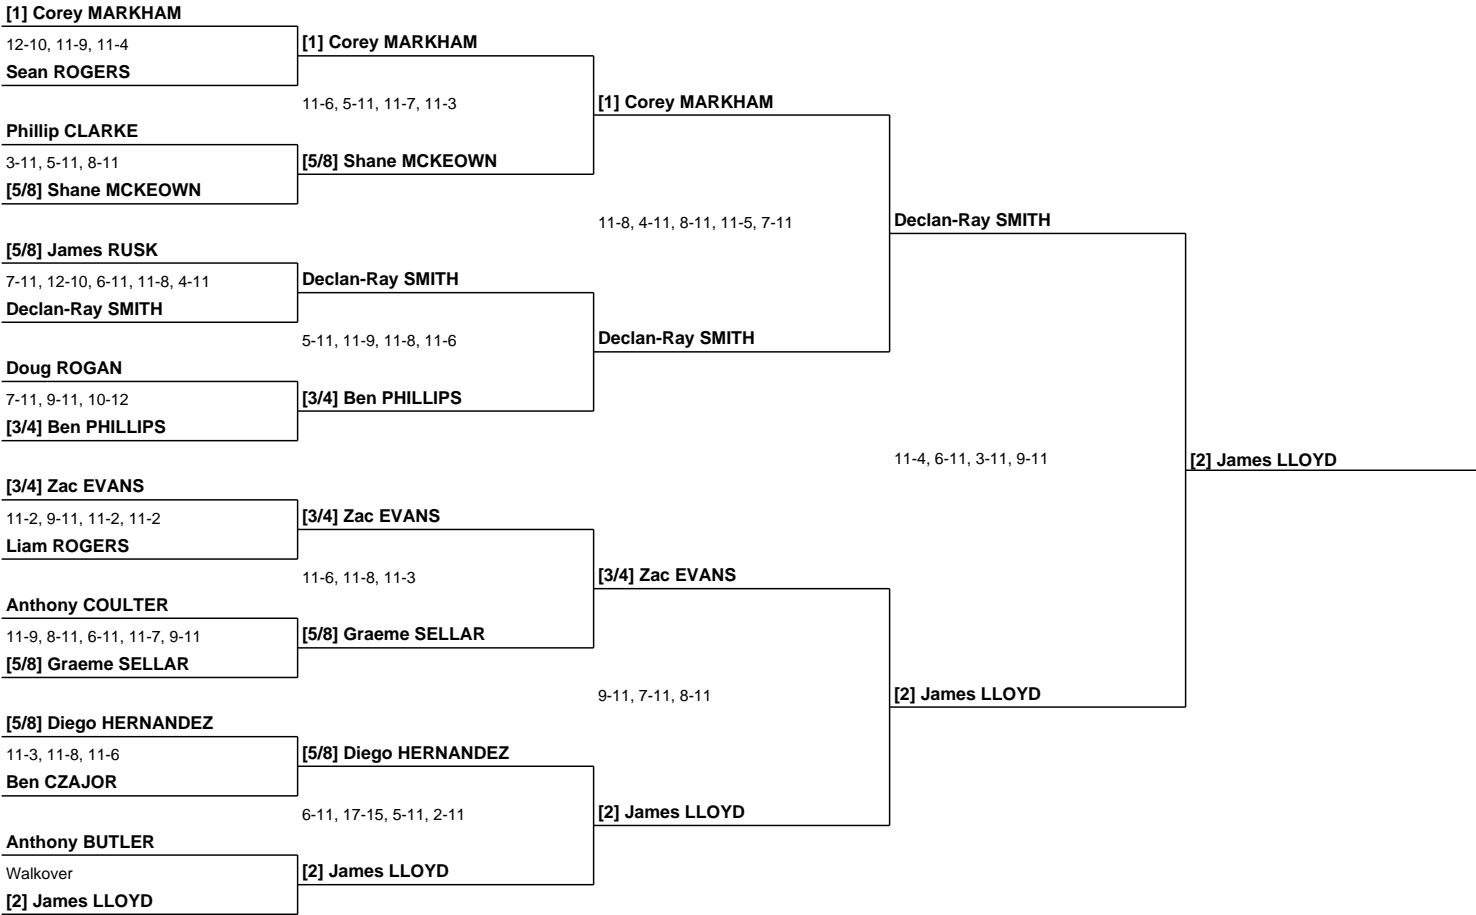 [1] Corey MARKHAM
12-10, 11-9, 11-4
Sean ROGERS
Phillip CLARKE
3-11, 5-11, 8-11
[5/8] Shane MCKEOWN
[5/8] James RUSK
7-11, 12-10, 6-11, 11-8, 4-11
Declan-Ray SMITH
Doug ROGAN
7-11, 9-11, 10-12
[3/4] Ben PHILLIPS
[3/4] Zac EVANS
11-2, 9-11, 11-2, 11-2
Liam ROGERS
Anthony COULTER
11-9, 8-11, 6-11, 11-7, 9-11
[5/8] Graeme SELLAR
[5/8] Diego HERNANDEZ
11-3, 11-8, 11-6
Ben CZAJOR
Anthony BUTLER
Walkover
[2] James LLOYD
[1] Corey MARKHAM
11-6, 5-11, 11-7, 11-3
[5/8] Shane MCKEOWN
Declan-Ray SMITH
5-11, 11-9, 11-8, 11-6
[3/4] Ben PHILLIPS
[3/4] Zac EVANS
11-6, 11-8, 11-3
[5/8] Graeme SELLAR
[5/8] Diego HERNANDEZ
6-11, 17-15, 5-11, 2-11
[2] James LLOYD
[1] Corey MARKHAM
11-8, 4-11, 8-11, 11-5, 7-11
Declan-Ray SMITH
[3/4] Zac EVANS
9-11, 7-11, 8-11
[2] James LLOYD
Declan-Ray SMITH
11-4, 6-11, 3-11, 9-11
[2] James LLOYD
[2] James LLOYD